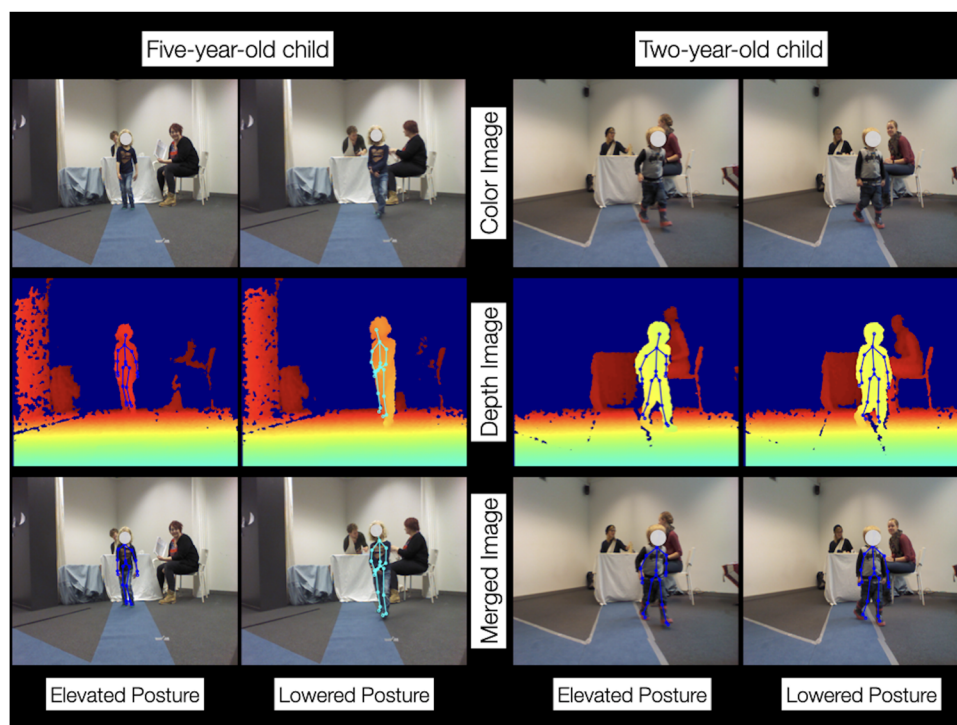 Five-year-old child
Two-year-old child
Color Image
Depth Image
Merged Image
Elevated Posture
Lowered Posture
Elevated Posture
Lowered Posture